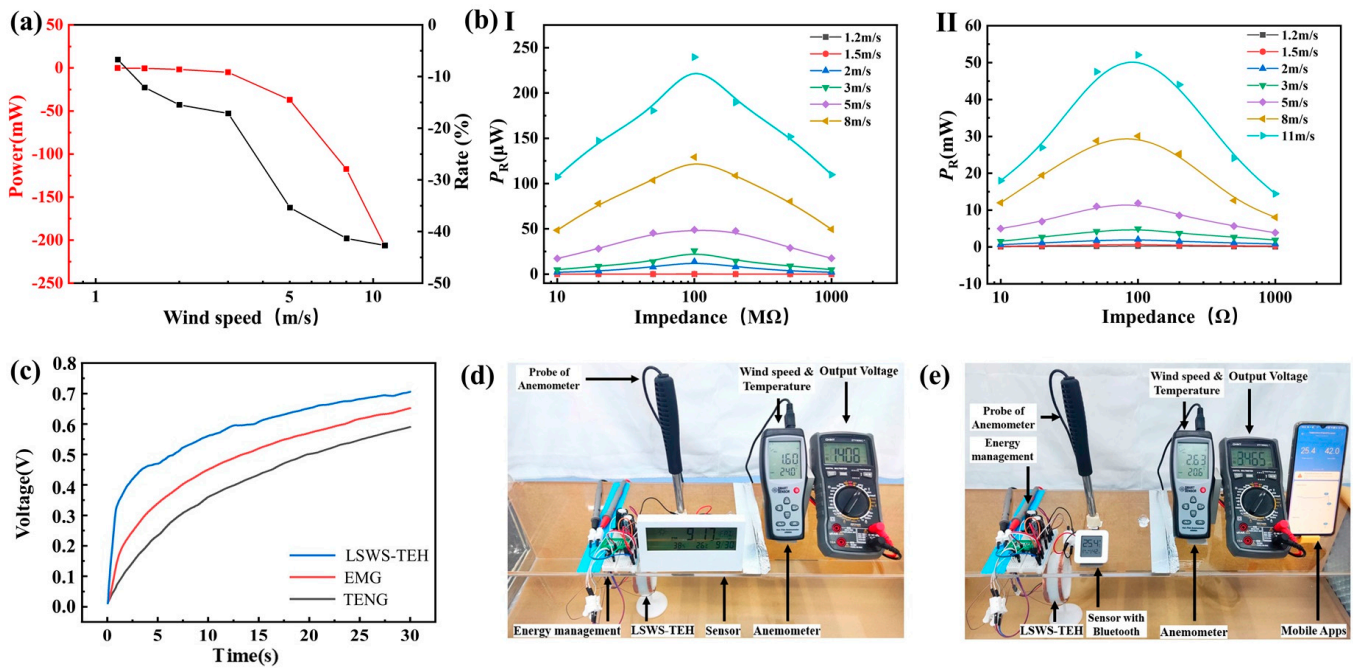 (a)
50
0
-50
-100
-150
-200
-250
Power(mW)
1
5
10
Wind speed (m/s)
0
-10
-20
-30
-40
-50
Rate (%)
(b) I
250
200
150
100
50
0
PR(μW)
10
100
1000
Impedance (MΩ)
1.2m/s
1.5m/s
2m/s
3m/s
5m/s
8m/s
II
60
50
40
30
20
10
0
-10
PR(mW)
10
100
1000
Impedance (Ω)
1.2m/s
1.5m/s
2m/s
3m/s
5m/s
8m/s
11m/s
(c)
0.8
0.7
0.6
0.5
0.4
0.3
0.2
0.1
0.0
Voltage(V)
0
5
10
15
20
25
30
Time(s)
LSWS-TEH
EMG
TENG
(d)
Probe of
Anemometer
Wind speed &
Temperature
Output Voltage
1.60
24.0
1408
911
Energy management
LSWS-TEH
Sensor
Anemometer
(e)
Probe of
Anemometer
Energy
management
Wind speed &
Temperature
Output Voltage
2.63
20.6
3.465
25.4
42.0
25.4
LSWS-TEH
Sensor with
Bluetooth
Anemometer
Mobile Apps